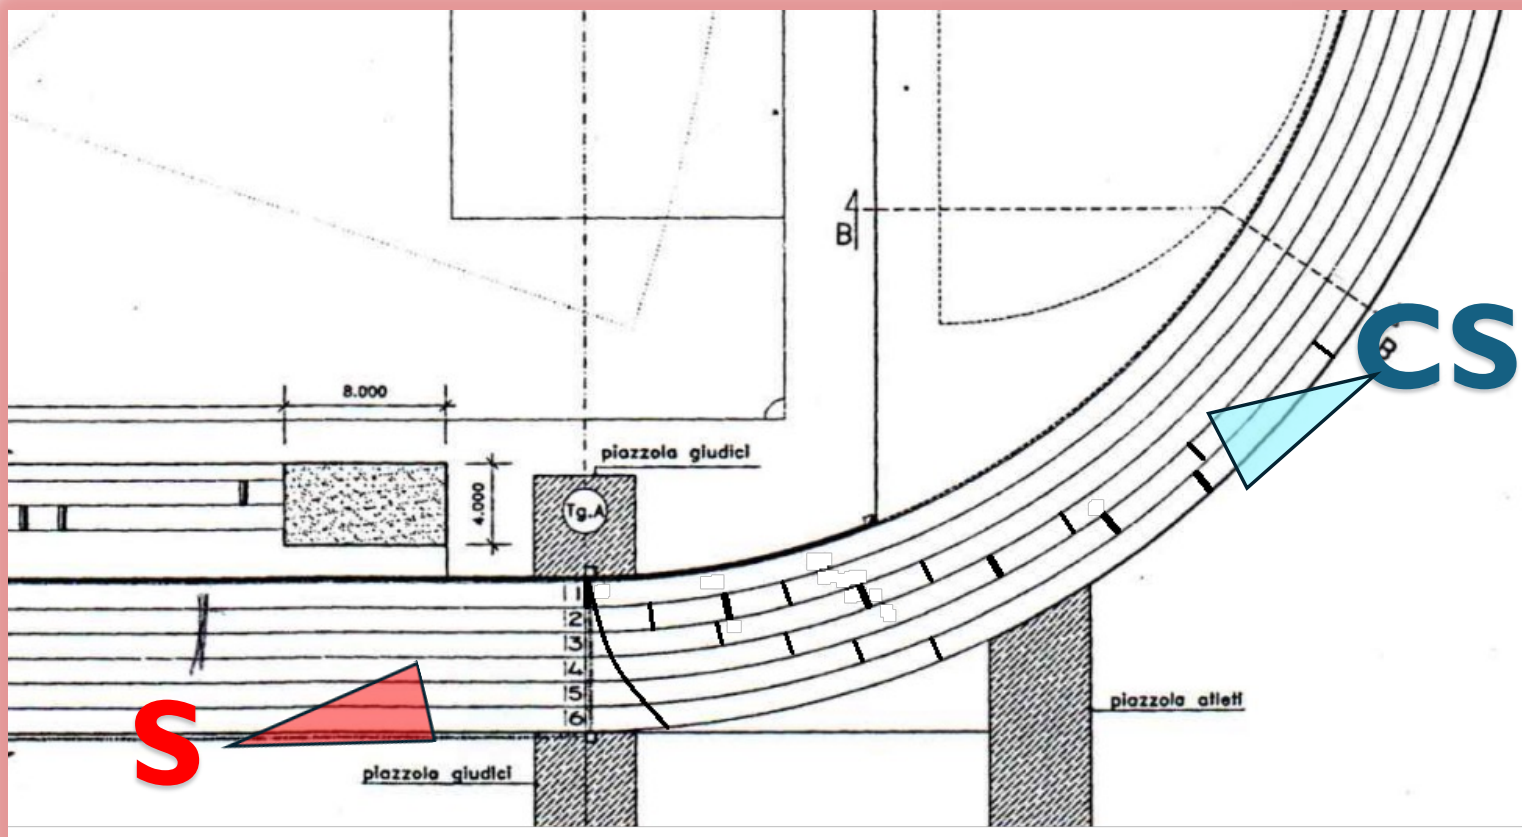 B
CS
B
8.000
piazzola giudici
4.000
Tg.A
1
2
3
4
5
6
piazzola atleti
S
piazzola giudici